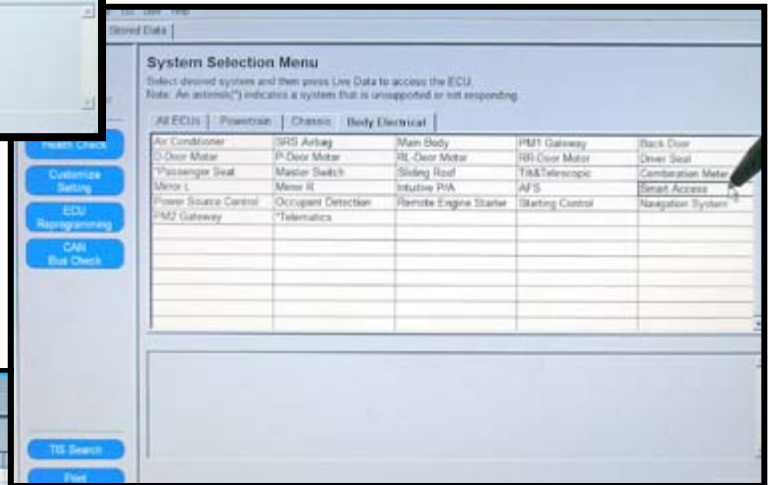 TIS User Help
Stored Data
System Selection Menu
Select desired system and then press Live Data to access the ECU.
Note: An asterisk(*) indicates a system that is unsupported or not responding.
All ECUs Powertrain Chassis Body Electrical
Air Conditioner SRS Airbag Main Body PM1 Gateway Back Door
D-Door Motor P-Door Motor RL-Door Motor RR-Door Motor Driver Seat
*Passenger Seat Master Switch Sliding Roof Tilt&Telescopic Combination Meter
Mirror L Mirror R Intuitive P/A AFS Smart Access
Power Source Control Occupant Detection Remote Engine Starter Starting Control Navigation System
PM2 Gateway *Telematics
Health Check
Customize
Setting
ECU
Reprogramming
CAN
Bus Check
TIS Search
Print